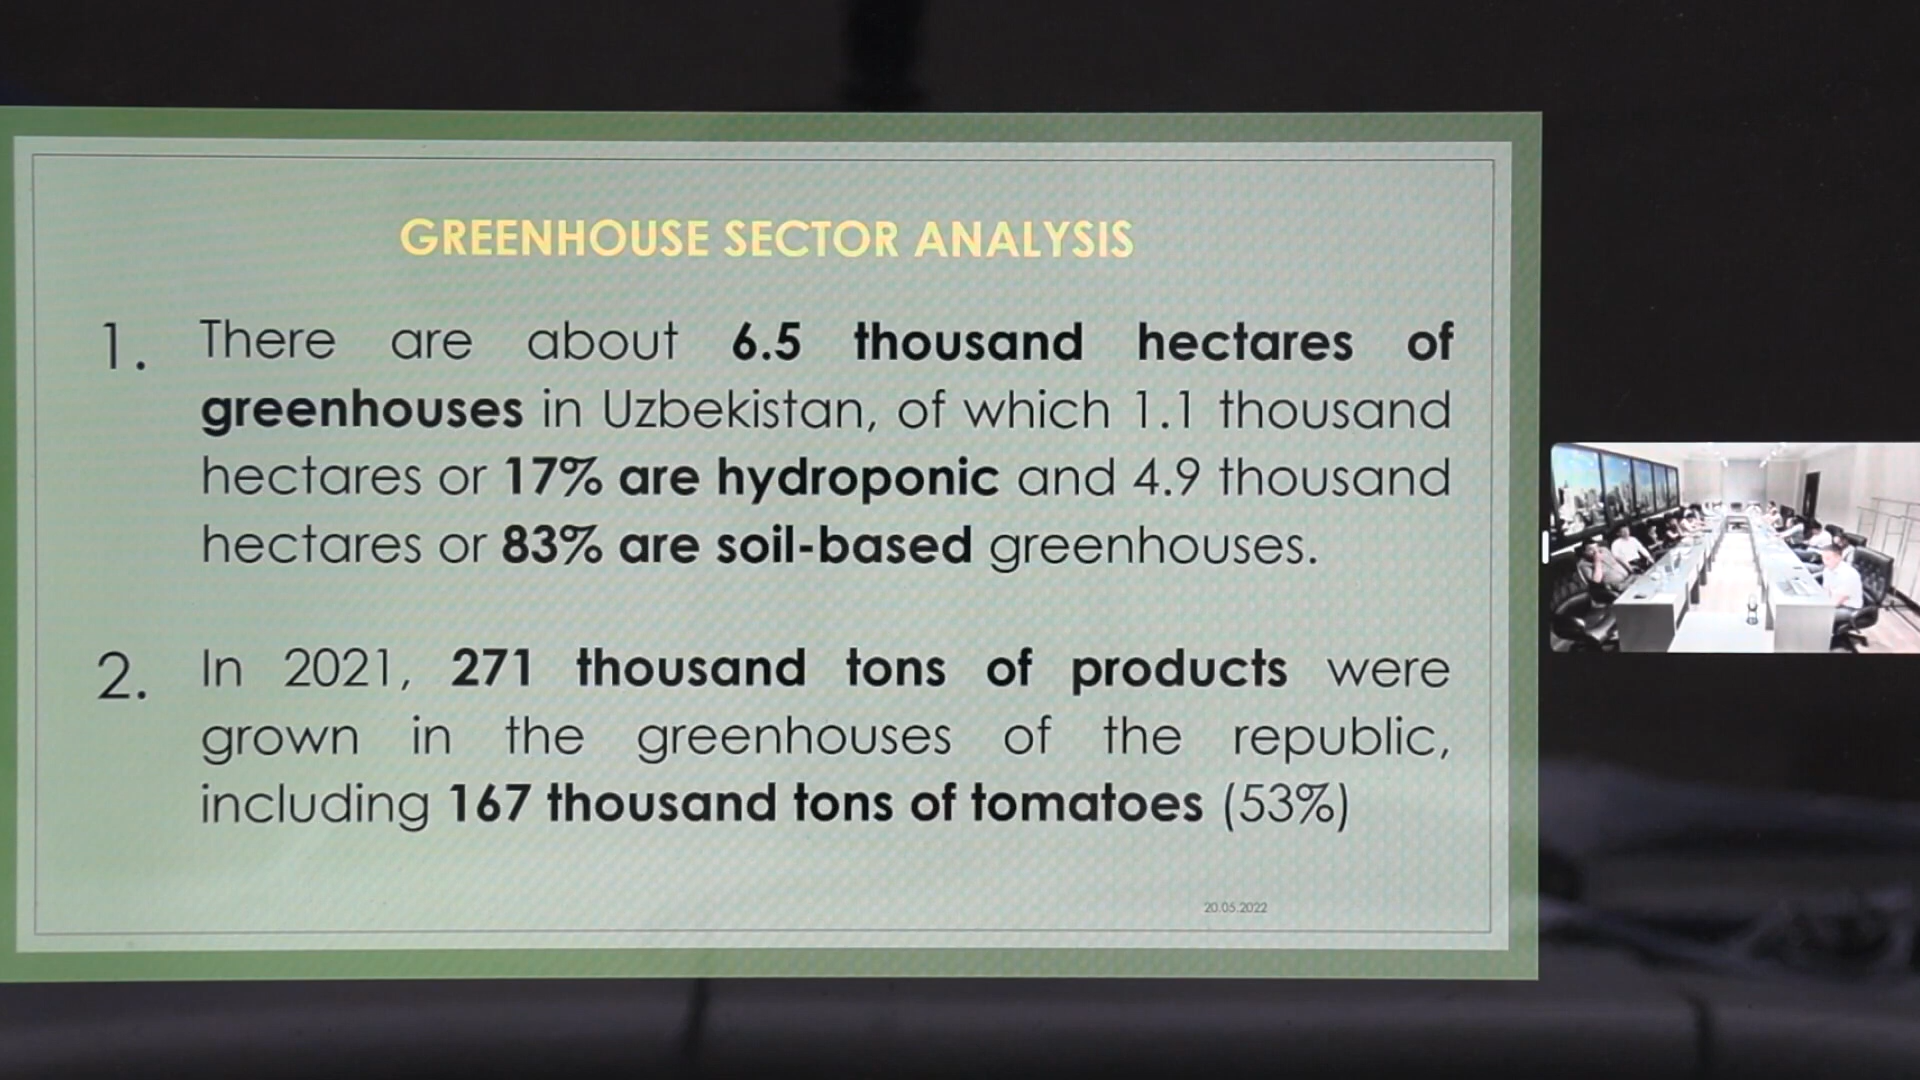 GREENHOUSE SECTOR ANALYSIS
1. There are about 6.5 thousand hectares of
greenhouses in Uzbekistan, of which 1.1 thousand
hectares or 17% are hydroponic and 4.9 thousand
hectares or 83% are soil-based greenhouses.
2. In 2021, 271 thousand tons of products were
grown in the greenhouses of the republic,
including 167 thousand tons of tomatoes (53%)
20.05.2022